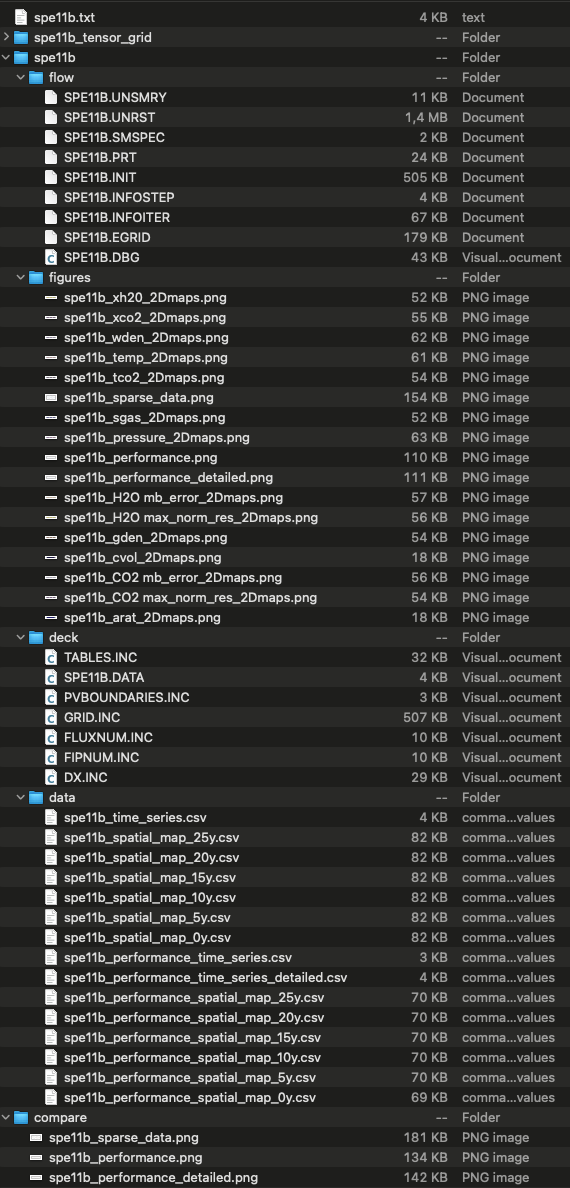 spe11b.txt 4 KB text
spe11b_tensor_grid -- Folder
spe11b -- Folder
flow -- Folder
SPE11B.UNSMRY 11 KB Document
SPE11B.UNRST 1,4 MB Document
SPE11B.SMSPEC 2 KB Document
SPE11B.PRT 24 KB Document
SPE11B.INIT 505 KB Document
SPE11B.INFOSTEP 4 KB Document
SPE11B.INFOITER 67 KB Document
SPE11B.EGRID 179 KB Document
SPE11B.DBG 43 KB Visual...ocument
figures -- Folder
spe11b_xh20_2Dmaps.png 52 KB PNG image
spe11b_xco2_2Dmaps.png 55 KB PNG image
spe11b_wden_2Dmaps.png 62 KB PNG image
spe11b_temp_2Dmaps.png 61 KB PNG image
spe11b_tco2_2Dmaps.png 54 KB PNG image
spe11b_sparse_data.png 154 KB PNG image
spe11b_sgas_2Dmaps.png 52 KB PNG image
spe11b_pressure_2Dmaps.png 63 KB PNG image
spe11b_performance.png 110 KB PNG image
spe11b_performance_detailed.png 111 KB PNG image
spe11b_H2O mb_error_2Dmaps.png 57 KB PNG image
spe11b_H2O max_norm_res_2Dmaps.png 56 KB PNG image
spe11b_gden_2Dmaps.png 54 KB PNG image
spe11b_cvol_2Dmaps.png 18 KB PNG image
spe11b_CO2 mb_error_2Dmaps.png 56 KB PNG image
spe11b_CO2 max_norm_res_2Dmaps.png 54 KB PNG image
spe11b_arat_2Dmaps.png 18 KB PNG image
deck -- Folder
TABLES.INC 32 KB Visual...ocument
SPE11B.DATA 4 KB Visual...ocument
PVBOUNDARIES.INC 3 KB Visual...ocument
GRID.INC 507 KB Visual...ocument
FLUXNUM.INC 10 KB Visual...ocument
FIPNUM.INC 10 KB Visual...ocument
DX.INC 29 KB Visual...ocument
data -- Folder
spe11b_time_series.csv 4 KB comma...values
spe11b_spatial_map_25y.csv 82 KB comma...values
spe11b_spatial_map_20y.csv 82 KB comma...values
spe11b_spatial_map_15y.csv 82 KB comma...values
spe11b_spatial_map_10y.csv 82 KB comma...values
spe11b_spatial_map_5y.csv 82 KB comma...values
spe11b_spatial_map_0y.csv 82 KB comma...values
spe11b_performance_time_series.csv 3 KB comma...values
spe11b_performance_time_series_detailed.csv 4 KB comma...values
spe11b_performance_spatial_map_25y.csv 70 KB comma...values
spe11b_performance_spatial_map_20y.csv 70 KB comma...values
spe11b_performance_spatial_map_15y.csv 70 KB comma...values
spe11b_performance_spatial_map_10y.csv 70 KB comma...values
spe11b_performance_spatial_map_5y.csv 70 KB comma...values
spe11b_performance_spatial_map_0y.csv 69 KB comma...values
compare -- Folder
spe11b_sparse_data.png 181 KB PNG image
spe11b_performance.png 134 KB PNG image
spe11b_performance_detailed.png 142 KB PNG image